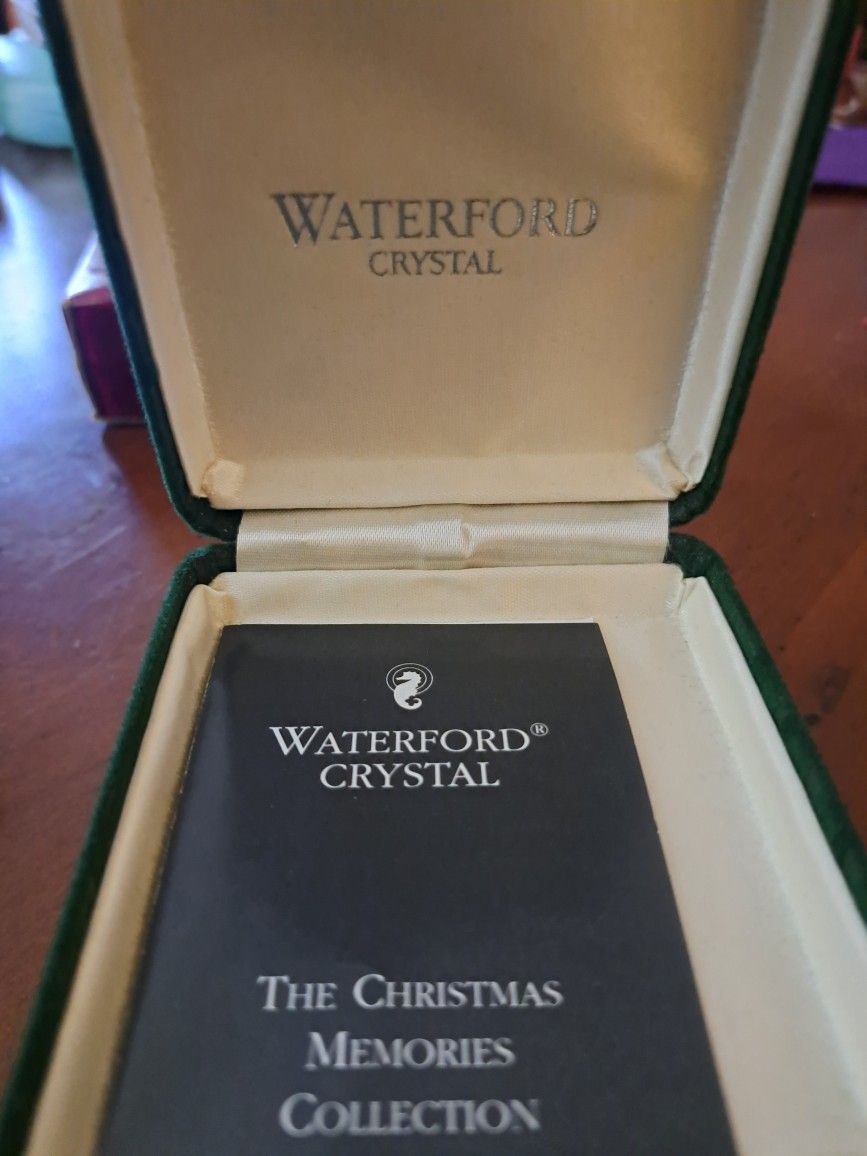 WATERFORD
CRYSTAL
WATERFORD®
CRYSTAL
THE CHRISTMAS
MEMORIES
COLLECTION